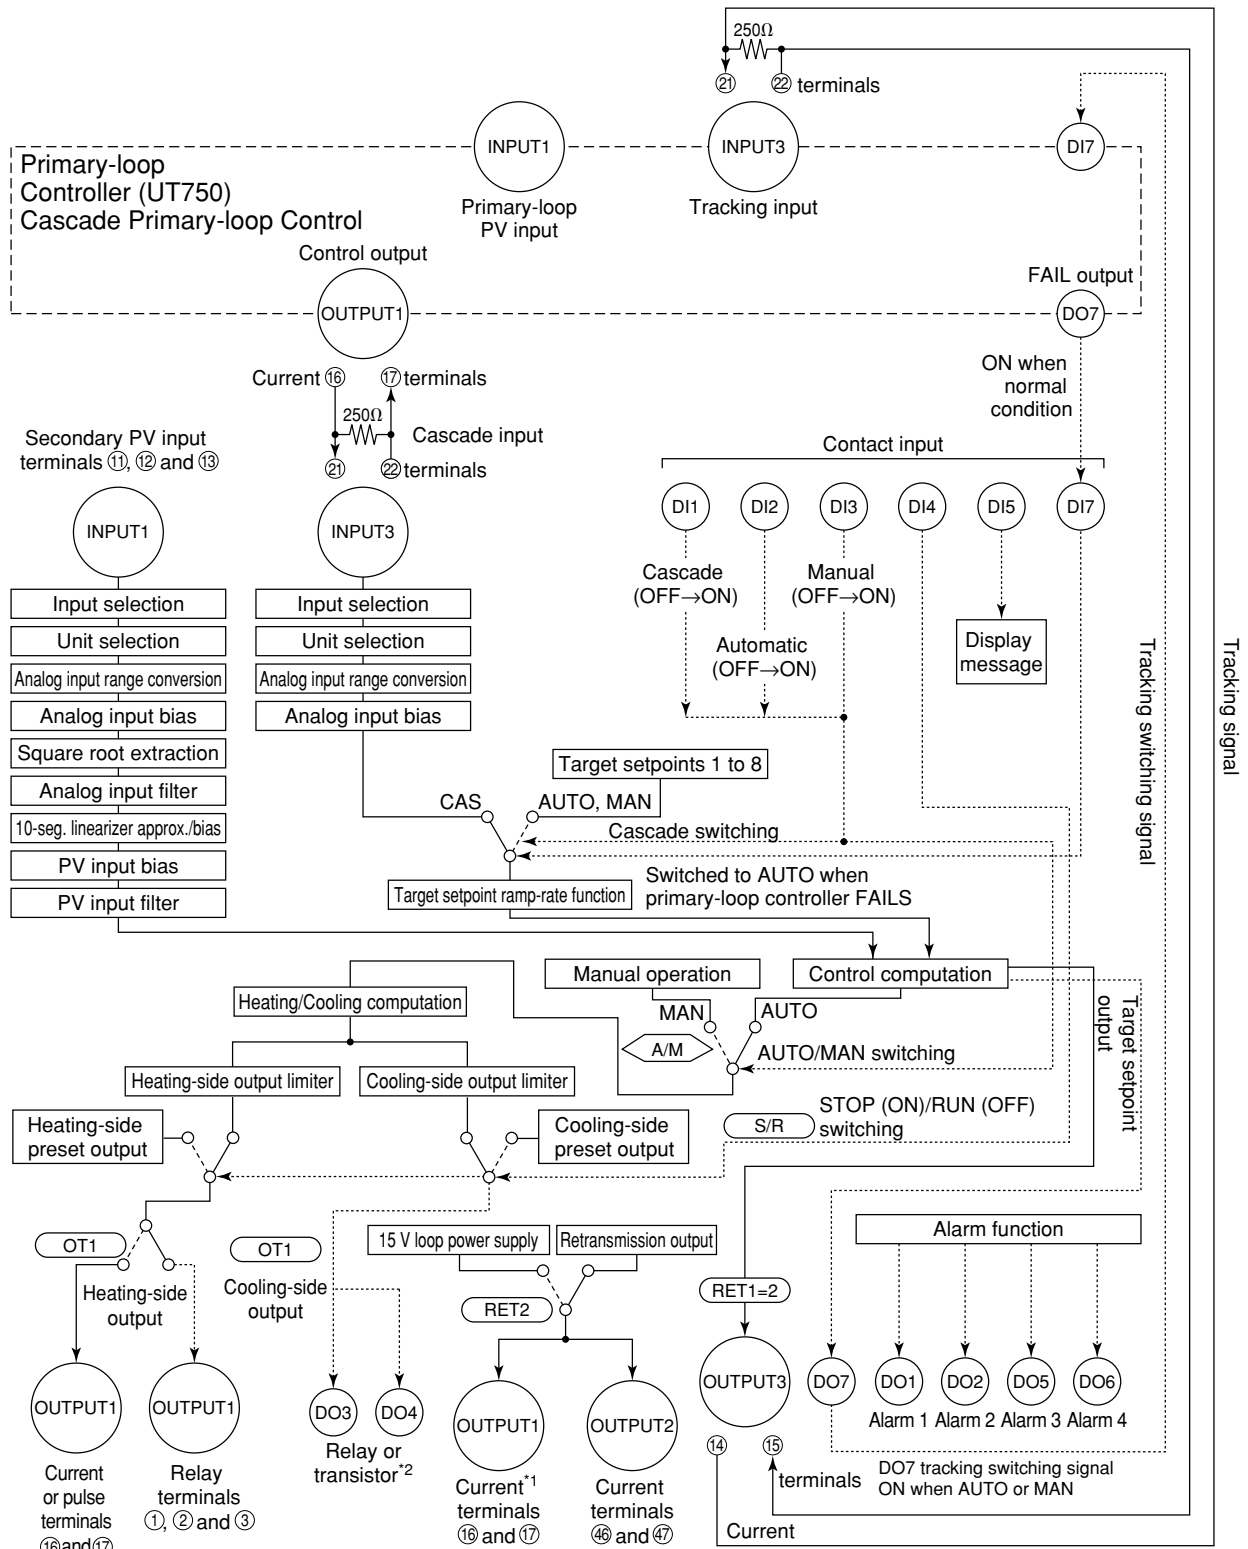 250Ω
㉑
㉒ terminals
INPUT1
INPUT3
DI7
Primary-loop
Controller (UT750)
Cascade Primary-loop Control
Primary-loop
PV input
Tracking input
Control output
FAIL output
OUTPUT1
DO7
Current ⑯
⑰ terminals
ON when
normal
condition
250Ω
Cascade input
㉑
㉒ terminals
Secondary PV input
terminals ⑪, ⑫ and ⑬
Contact input
INPUT1
INPUT3
DI1
DI2
DI3
DI4
DI5
DI7
Cascade
(OFF→ON)
Manual
(OFF→ON)
Automatic
(OFF→ON)
Display
message
Tracking switching signal
Tracking signal
Input selection
Unit selection
Analog input range conversion
Analog input bias
Square root extraction
Analog input filter
10-seg. linearizer approx./bias
PV input bias
PV input filter
Input selection
Unit selection
Analog input range conversion
Analog input bias
Target setpoints 1 to 8
CAS
AUTO, MAN
Cascade switching
Target setpoint ramp-rate function
Switched to AUTO when
primary-loop controller FAILS
Manual operation
Control computation
Heating/Cooling computation
MAN
AUTO
A/M
AUTO/MAN switching
Target setpoint
output
Heating-side output limiter
Cooling-side output limiter
STOP (ON)/RUN (OFF)
switching
S/R
Heating-side
preset output
Cooling-side
preset output
OT1
Heating-side
output
OT1
Cooling-side
output
15 V loop power supply
Retransmission output
RET2
RET1=2
Alarm function
OUTPUT1
OUTPUT1
DO3
DO4
OUTPUT1
OUTPUT2
OUTPUT3
DO7
DO1
DO2
DO5
DO6
Alarm 1
Alarm 2
Alarm 3
Alarm 4
Current
or pulse
terminals
⑯and⑰
Relay
terminals
①, ② and ③
Relay or
transistor*2
Current*1
terminals
⑯ and ⑰
Current
terminals
㊻ and ㊼
⑭
⑮
terminals
Current
DO7 tracking switching signal
ON when AUTO or MAN